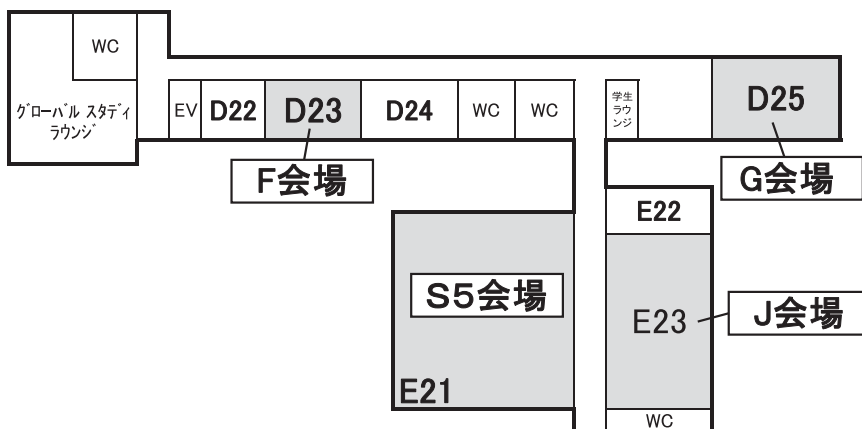 WC
グローバル スタディ
ラウンジ
EV
D22
D23
D24
WC
WC
学生
ラウ
ンジ
D25
F会場
G会場
E22
S5会場
E23
J会場
E21
WC